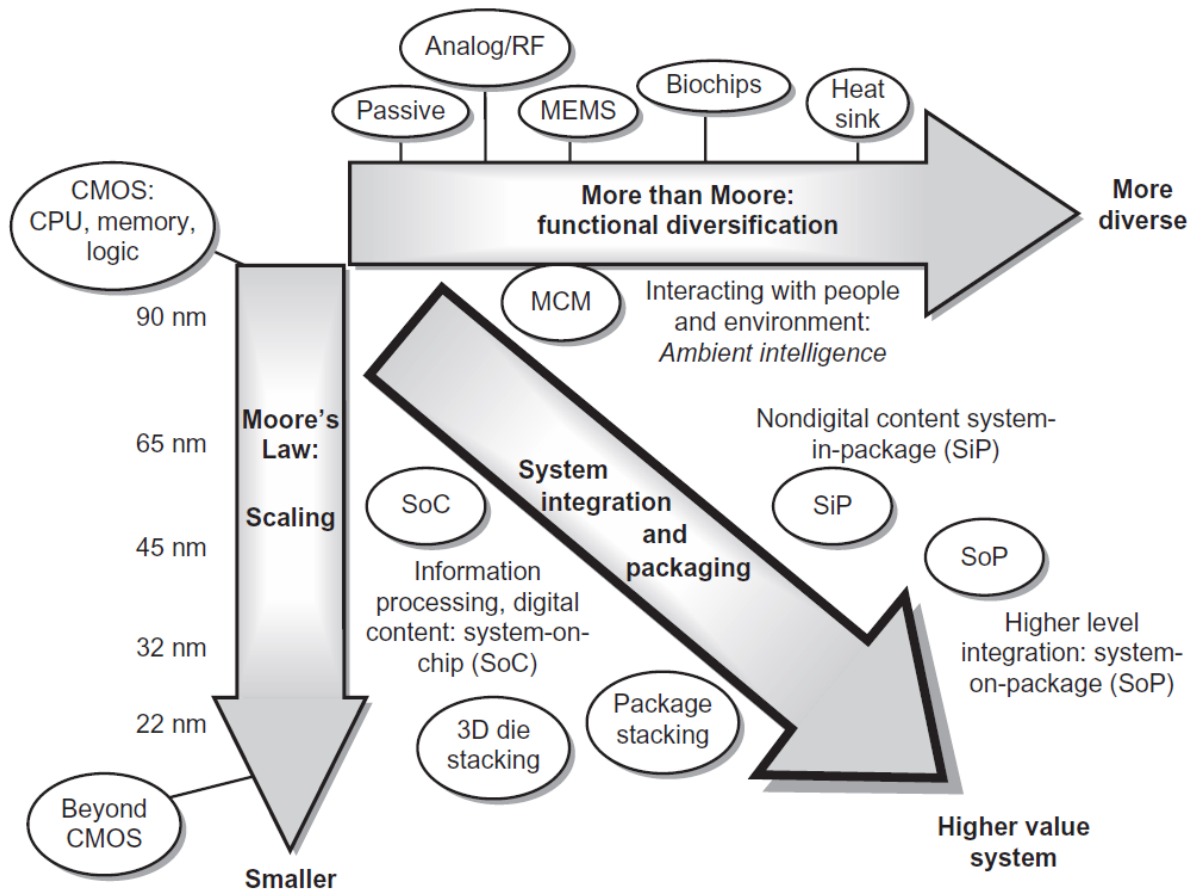 Analog/RF
Passive
MEMS
Biochips
Heat
sink
CMOS:
CPU, memory,
logic
More than Moore:
functional diversification
More
diverse
MCM
Interacting with people
and environment:
Ambient intelligence
90 nm
65 nm
45 nm
32 nm
22 nm
Moore's
Law:
Scaling
Nondigital content system-
in-package (SiP)
System
integration
and
packaging
SoC
SiP
SoP
Information
processing, digital
content: system-on-
chip (SoC)
Higher level
integration: system-
on-package (SoP)
3D die
stacking
Package
stacking
Beyond
CMOS
Smaller
Higher value
system